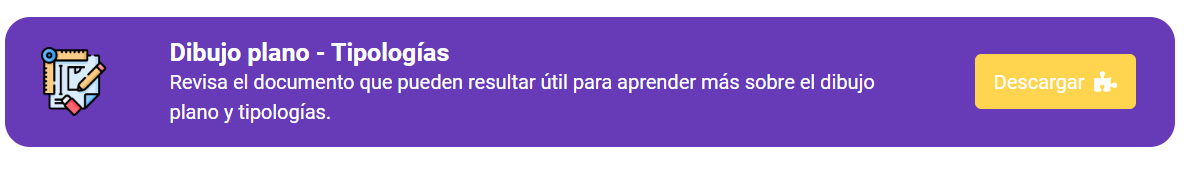 Dibujo plano - Tipologías
Revisa el documento que pueden resultar útil para aprender más sobre el dibujo
plano y tipologías.
Descargar